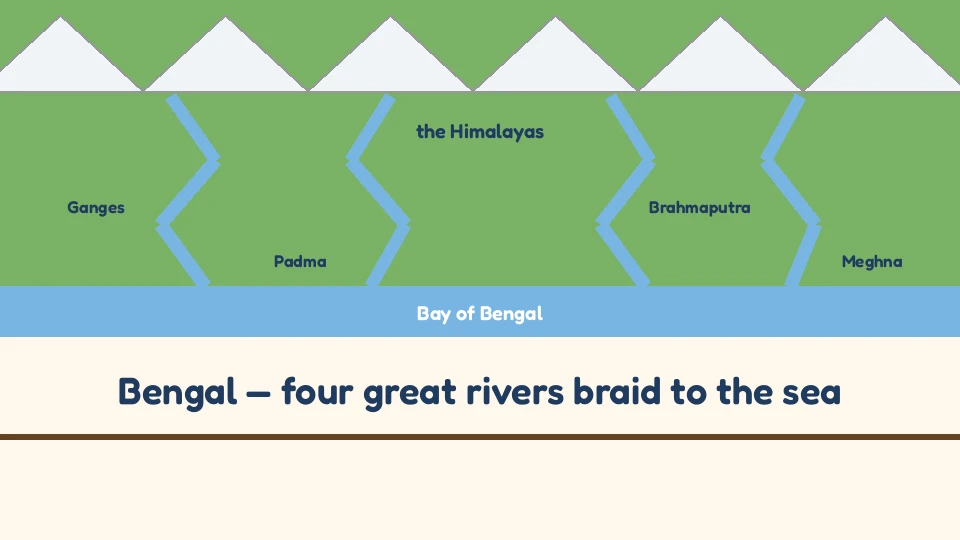 the Himalayas
Ganges
Brahmaputra
Padma
Meghna
Bay of Bengal
Bengal — four great rivers braid to the sea